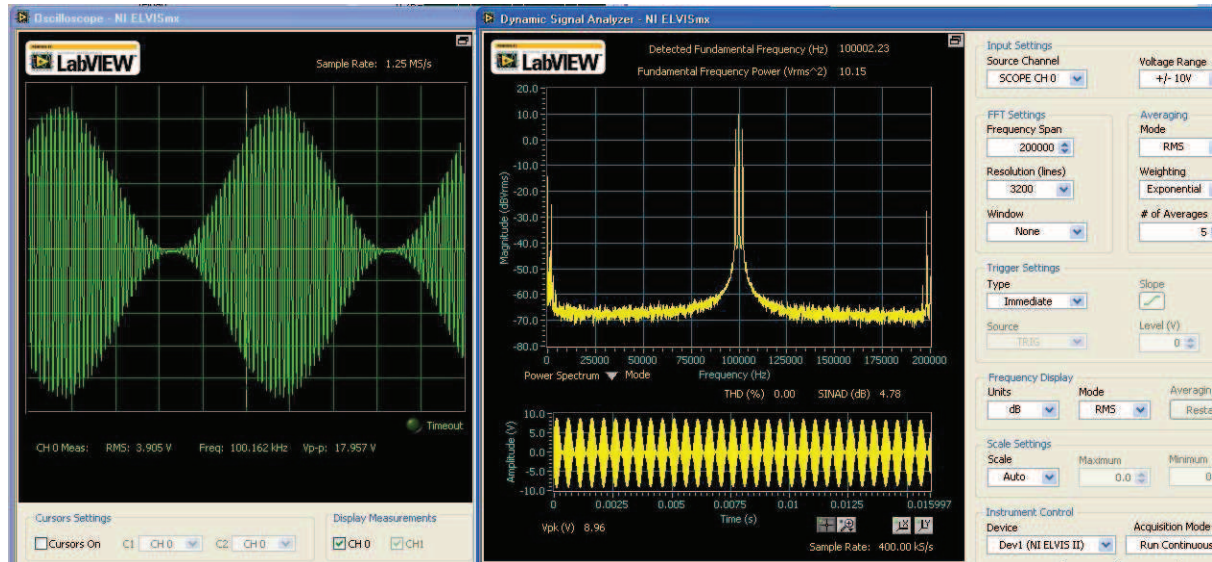 Oscilloscope - NI ELVISmx
LabVIEW
Sample Rate: 1.25 MS/s
Timeout
CH 0 Meas: RMS: 3.905 V Freq: 100.162 kHz Vp-p: 17.957 V
Cursors Settings
Cursors On C1 CH 0 C2 CH 0
Display Measurements
CH 0 CH1
Dynamic Signal Analyzer - NI ELVISmx
LabVIEW
Detected Fundamental Frequency (Hz) 100002.23
Fundamental Frequency Power (Vrms^2) 10.15
Magnitude (dBVrms)
20.0
10.0
0.0
-10.0
-20.0
-30.0
-40.0
-50.0
-60.0
-70.0
-80.0
0 25000 50000 75000 100000 125000 150000 175000 200000
Power Spectrum Mode Frequency (Hz)
THD (%) 0.00 SINAD (dB) 4.78
Amplitude (V)
10.0
5.0
0.0
-5.0
-10.0
0 0.0025 0.005 0.0075 0.01 0.0125 0.015997
Vpk (V) 8.96 Time (s)
Sample Rate: 400.00 kS/s
Input Settings
Source Channel Voltage Range
SCOPE CH 0 +/- 10V
FFT Settings
Frequency Span
200000
Resolution (lines)
3200
Window
None
Averaging
Mode
RMS
Weighting
Exponential
# of Averages
5
Trigger Settings
Type Slope
Immediate
Source Level (V)
TRIG 0
Frequency Display
Units Mode Averagin
dB RMS Resta
Scale Settings
Scale Maximum Minimum
Auto 0.0 0
Instrument Control
Device Acquisition Mode
Dev1 (NI ELVIS II) Run Continuous